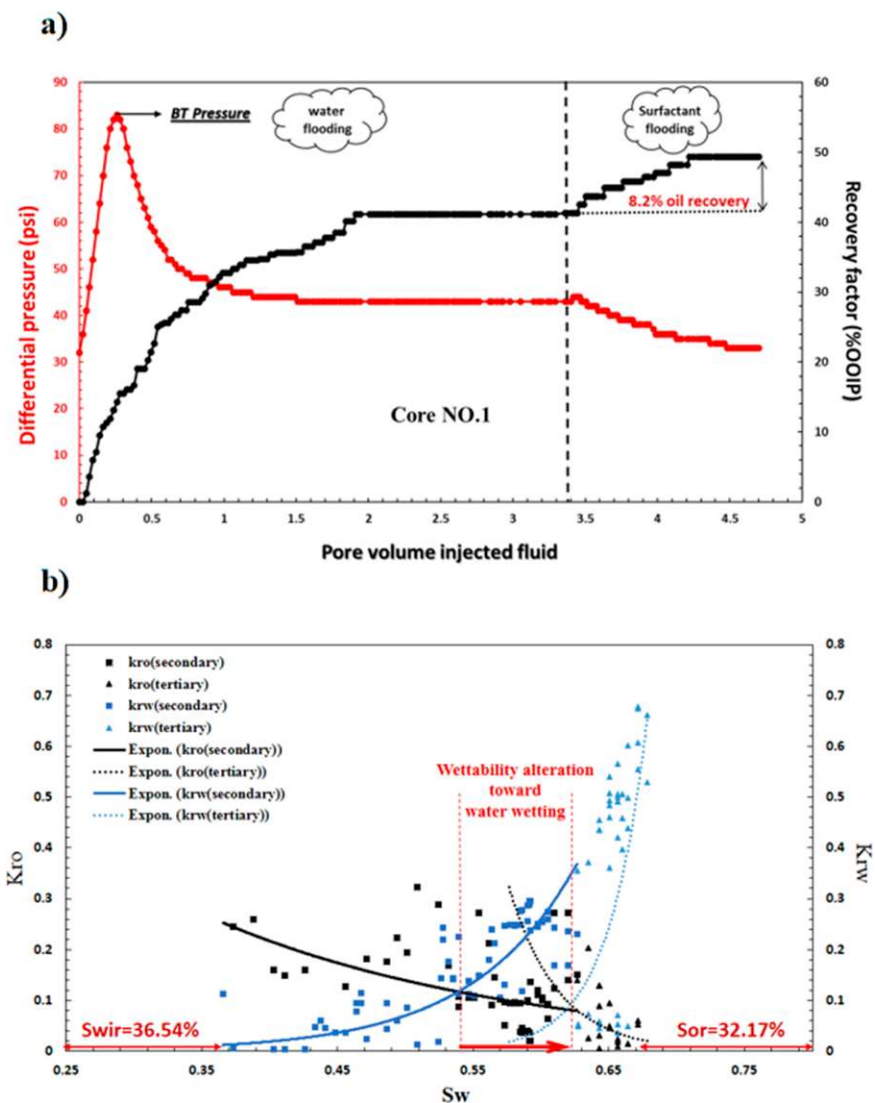 a)
90
80
70
60
50
40
30
20
10
0
Differential pressure (psi)
BT Pressure
water
flooding
Surfactant
flooding
8.2% oil recovery
Core NO.1
60
50
40
30
20
10
0
Recovery factor (%OOIP)
0 0.5 1 1.5 2 2.5 3 3.5 4 4.5 5
Pore volume injected fluid
b)
0.8
0.7
0.6
0.5
0.4
0.3
0.2
0.1
0
Kro
kro(secondary)
kro(tertiary)
krw(secondary)
krw(tertiary)
Expon. (kro(secondary))
Expon. (kro(tertiary))
Expon. (krw(secondary))
Expon. (krw(tertiary))
Wettability alteration
toward
water wetting
Swir=36.54%
Sor=32.17%
0.8
0.7
0.6
0.5
0.4
0.3
0.2
0.1
0
Krw
0.25 0.35 0.45 0.55 0.65 0.75
Sw